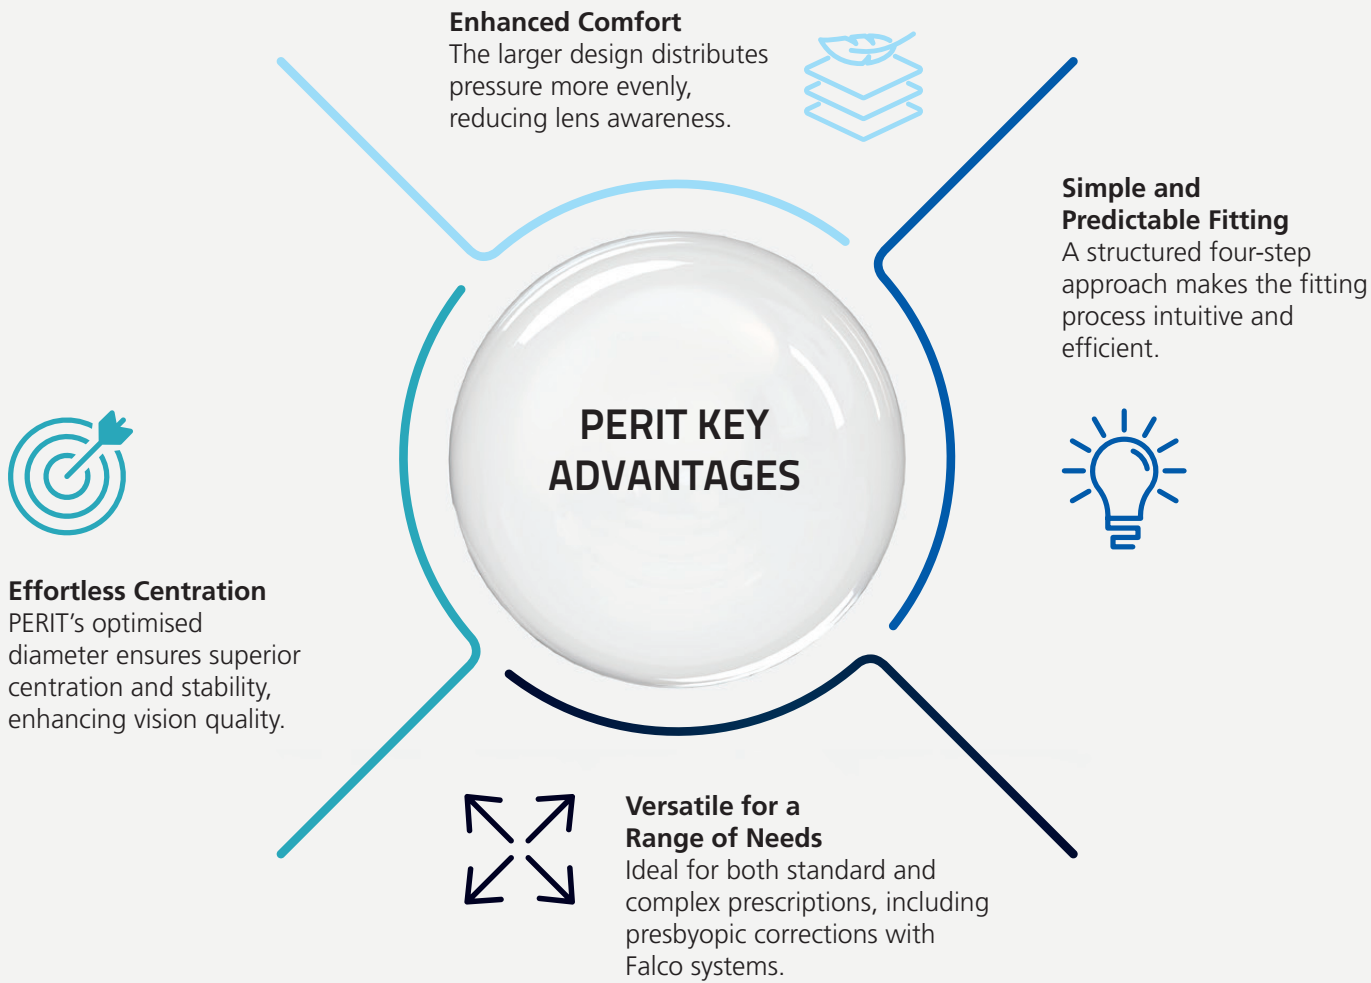 Enhanced Comfort
The larger design distributes
pressure more evenly,
reducing lens awareness.
Simple and
Predictable Fitting
A structured four-step
approach makes the fitting
process intuitive and
efficient.
PERIT KEY
ADVANTAGES
Effortless Centration
PERIT’s optimised
diameter ensures superior
centration and stability,
enhancing vision quality.
Versatile for a
Range of Needs
Ideal for both standard and
complex prescriptions, including
presbyopic corrections with
Falco systems.